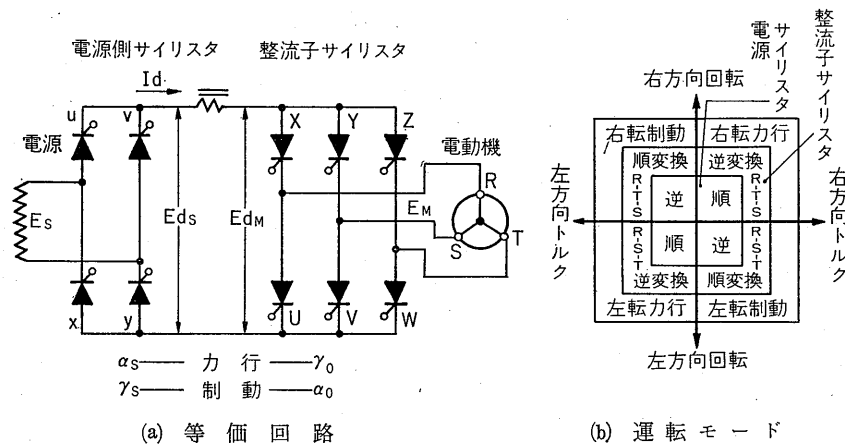 電源側サイリスタ
整流子サイリスタ
Id
u
v
X
Y
Z
電源
電動機
Es
Eds
EdM
EM
R
S
T
x
y
U
V
W
αs― 力 行 ―γ0
γs― 制 動 ―α0
(a) 等 価 回 路
電源サイリスタ
整流子サイリスタ
右方向回転
右転制動
右転力行
順変換
逆変換
R-T-S
逆
順
R-T-S
左方向トルク
右方向トルク
R-S-T
順
逆
R-S-T
逆変換
順変換
左転力行
左転制動
左方向回転
(b) 運 転 モ ー ド